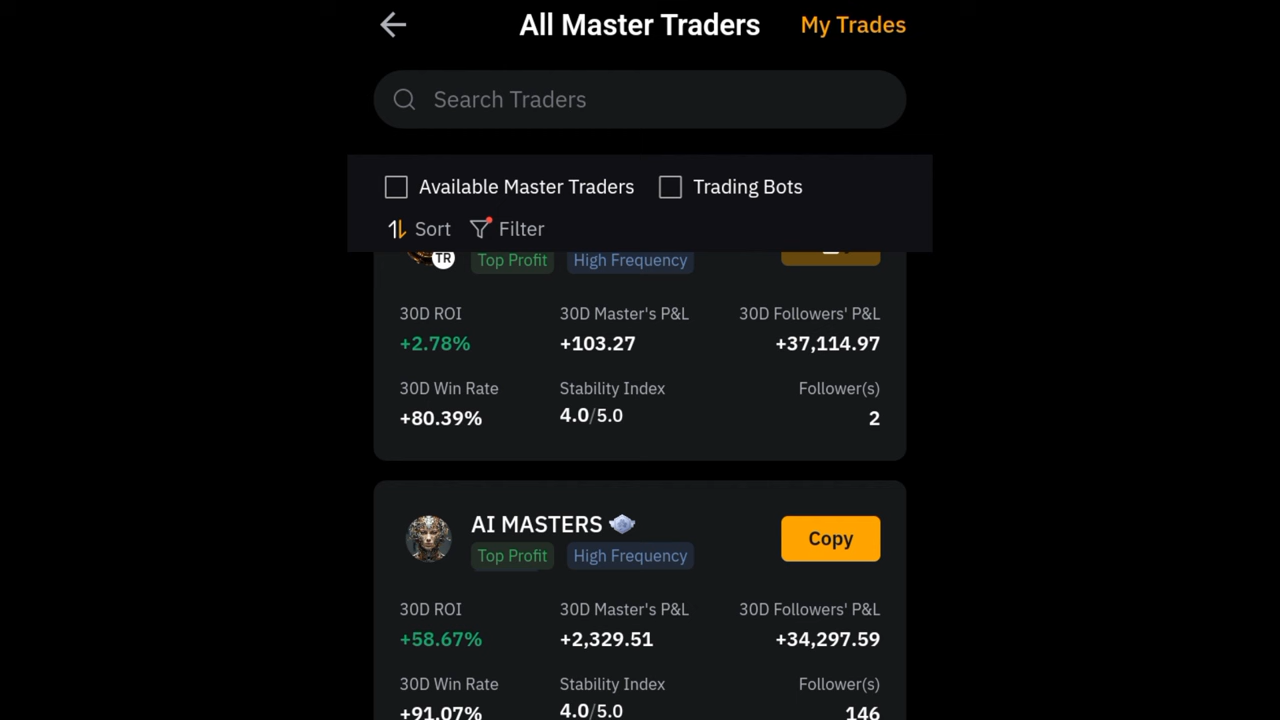 All Master Traders
My Trades
Search Traders
Available Master Traders
Trading Bots
Sort
Filter
TR
Top Profit
High Frequency
30D ROI
30D Master's P&L
30D Followers' P&L
+2.78%
+103.27
+37,114.97
30D Win Rate
Stability Index
Follower(s)
+80.39%
4.0/5.0
2
AI MASTERS
Copy
Top Profit
High Frequency
30D ROI
30D Master's P&L
30D Followers' P&L
+58.67%
+2,329.51
+34,297.59
30D Win Rate
Stability Index
Follower(s)
+91.07%
4.0/5.0
146